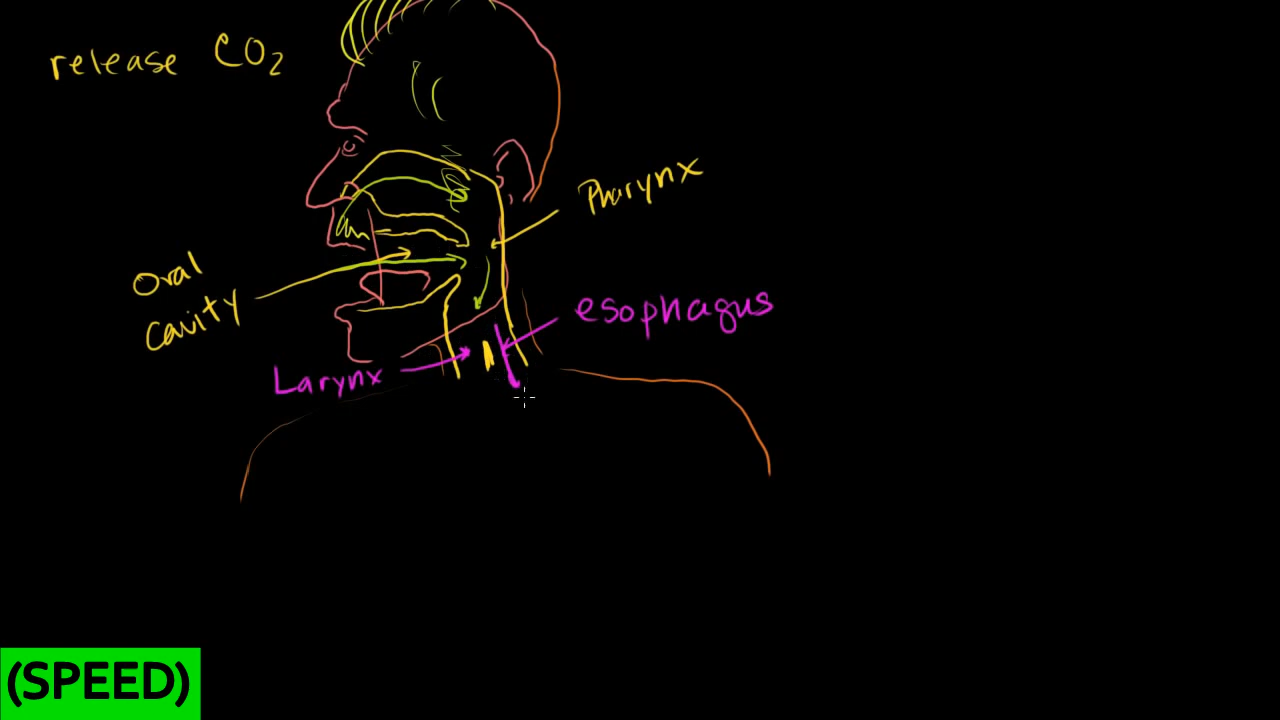 release CO₂
Pharynx
Oral
cavity
esophagus
Larynx
(SPEED)